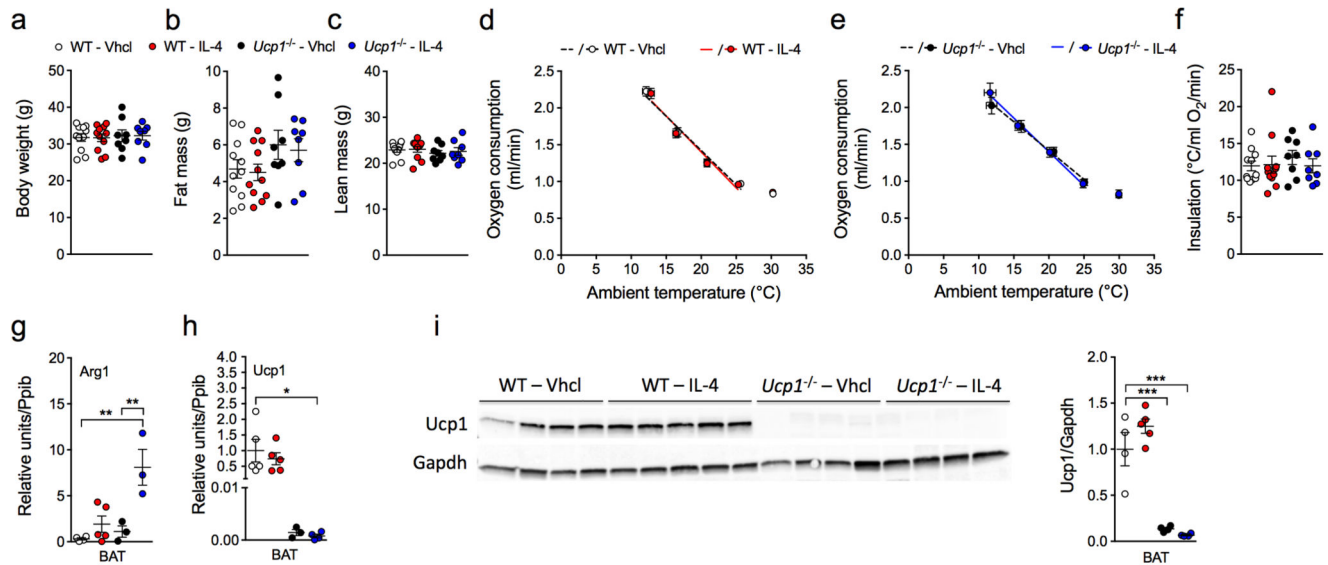 a
b
c
d
e
f
WT - Vhcl
WT - IL-4
Ucp1-/- - Vhcl
Ucp1-/- - IL-4
- -/ WT - Vhcl
—/ WT - IL-4
- -/ Ucp1-/- - Vhcl
—/ Ucp1-/- - IL-4
Body weight (g)
50
40
30
20
10
0
Fat mass (g)
10
8
6
4
2
0
Lean mass (g)
40
30
20
10
0
Oxygen consumption
(ml/min)
2.5
2.0
1.5
1.0
0.5
0.0
0 5 10 15 20 25 30 35
Ambient temperature (°C)
Oxygen consumption
(ml/min)
2.5
2.0
1.5
1.0
0.5
0.0
0 5 10 15 20 25 30 35
Ambient temperature (°C)
Insulation (°C/ml O2/min)
25
20
15
10
5
0
g
Arg1
Relative units/Ppib
20
15
10
5
0
**
**
BAT
h
Ucp1
Relative units/Ppib
4.0
3.5
3.0
2.5
2.0
1.5
1.0
0.5
0.01
0.00
*
BAT
i
WT – Vhcl
WT – IL-4
Ucp1-/- – Vhcl
Ucp1-/- – IL-4
Ucp1
Gapdh
Ucp1/Gapdh
1.5
1.0
0.5
0.0
***
***
BAT